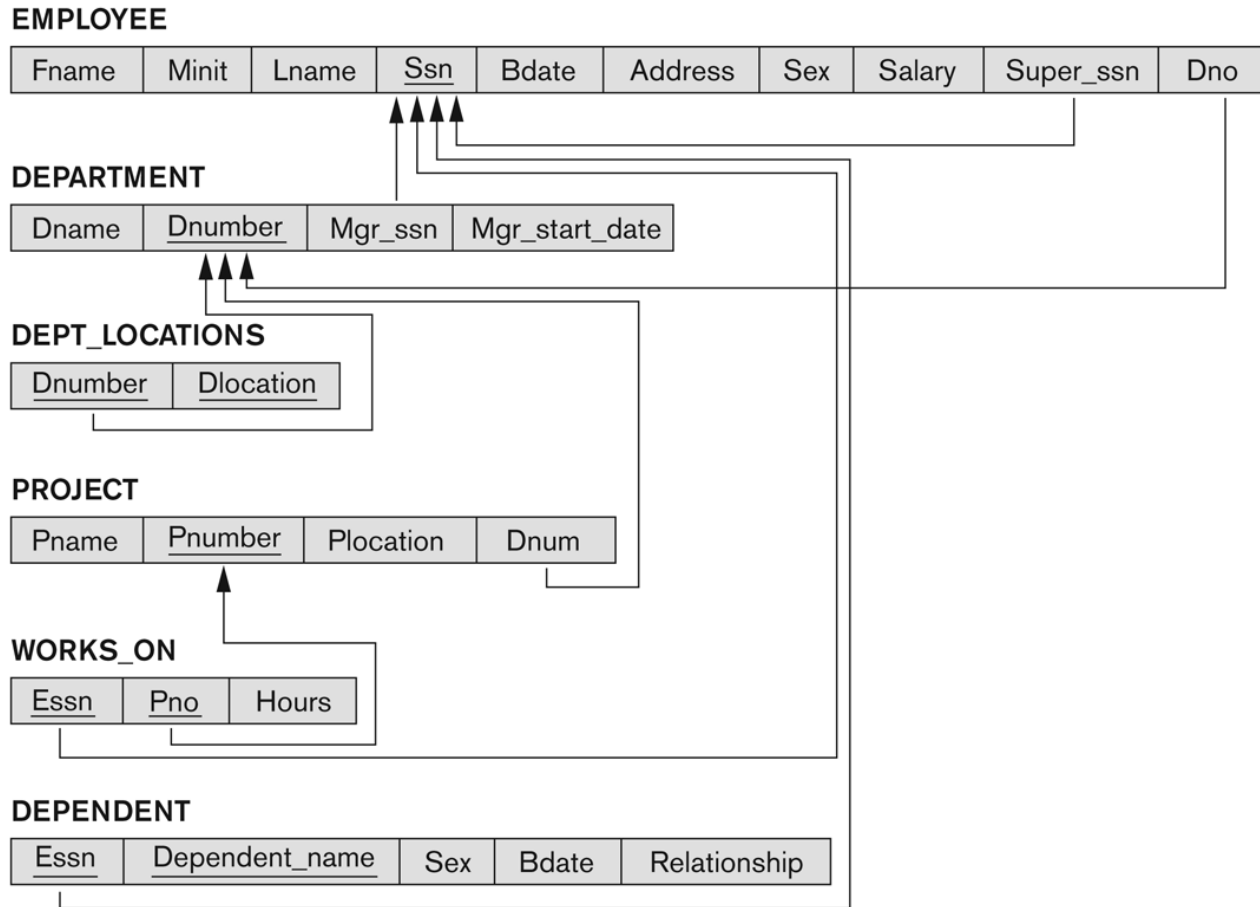 EMPLOYEE
Fname Minit Lname Ssn Bdate Address Sex Salary Super_ssn Dno
DEPARTMENT
Dname Dnumber Mgr_ssn Mgr_start_date
DEPT_LOCATIONS
Dnumber Dlocation
PROJECT
Pname Pnumber Plocation Dnum
WORKS_ON
Essn Pno Hours
DEPENDENT
Essn Dependent_name Sex Bdate Relationship